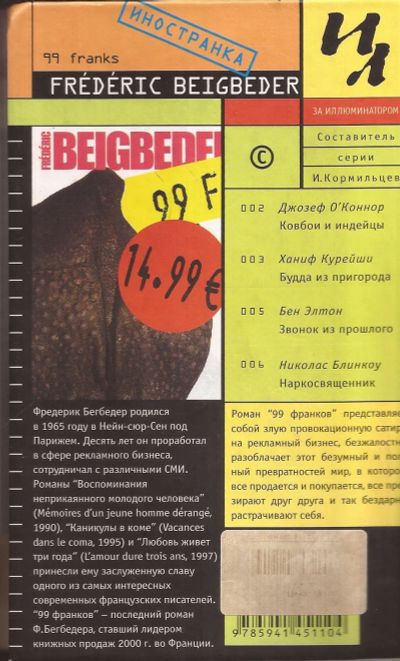 99 franks
ИНОСТРАНКА
FRÉDÉRIC BEIGBEDER
ИЛ
ЗА ИЛЛЮМИНАТОРОМ
Составитель
серии
И.Кормильцев
FRÉDÉRIC
BEIGBEDE
99 F
14.99€
©
002 Джозеф О'Коннор
Ковбои и индейцы
003 Ханиф Курейши
Будда из пригорода
005 Бен Элтон
Звонок из прошлого
006 Николас Блинкоу
Наркосвященник
Фредерик Бегбедер родился
в 1965 году в Нейи-сюр-Сен под
Парижем. Десять лет он проработал
в сфере рекламного бизнеса,
сотрудничал с различными СМИ.
Романы "Воспоминания
неприкаянного молодого человека"
(Mémoires d'un jeune homme dérangé,
1990), "Каникулы в коме" (Vacances
dans le coma, 1995) и "Любовь живет
три года" (L'amour dure trois ans, 1997)
принесли ему заслуженную славу
одного из самых интересных
современных французских писателей.
"99 франков" – последний роман
Ф.Бегбедера, ставший лидером
книжных продаж 2000 г. во Франции.
Роман "99 франков" представляе
собой злую провокационную сатир
на рекламный бизнес, безжалостн
разоблачает этот безумный и пол
ный превратностей мир, в которо
все продается и покупается, все пре
зирают друг друга и так бездарн
растрачивают себя.
9785941451104